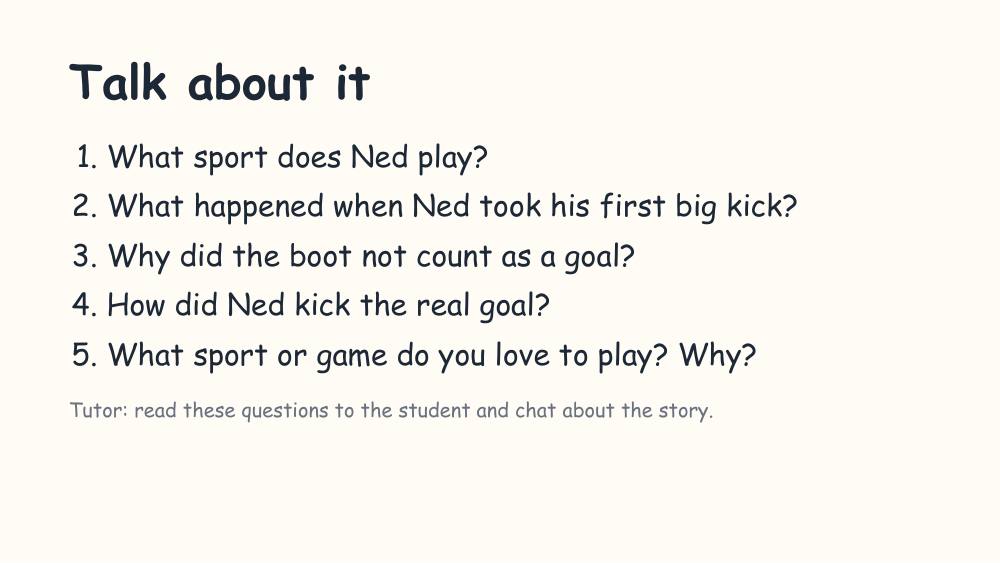 Talk about it
1. What sport does Ned play?
2. What happened when Ned took his first big kick?
3. Why did the boot not count as a goal?
4. How did Ned kick the real goal?
5. What sport or game do you love to play? Why?
Tutor: read these questions to the student and chat about the story.